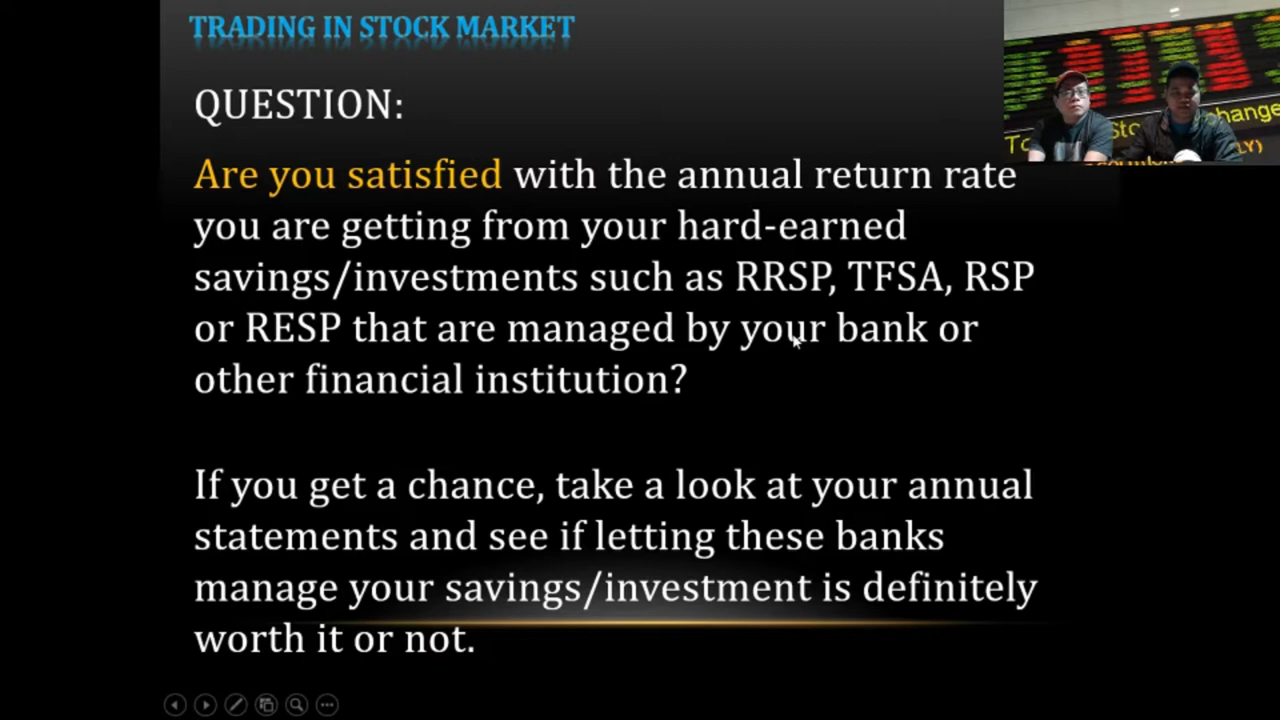 TRADING IN STOCK MARKET
QUESTION:
Are you satisfied with the annual return rate
you are getting from your hard-earned
savings/investments such as RRSP, TFSA, RSP
or RESP that are managed by your bank or
other financial institution?
If you get a chance, take a look at your annual
statements and see if letting these banks
manage your savings/investment is definitely
worth it or not.